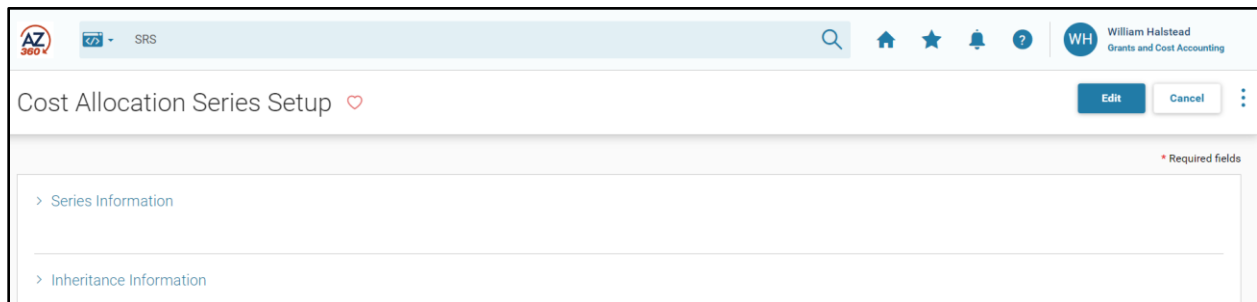 AZ
360
</> SRS
? WH William Halstead
Grants and Cost Accounting
Cost Allocation Series Setup Edit Cancel
* Required fields
> Series Information
> Inheritance Information